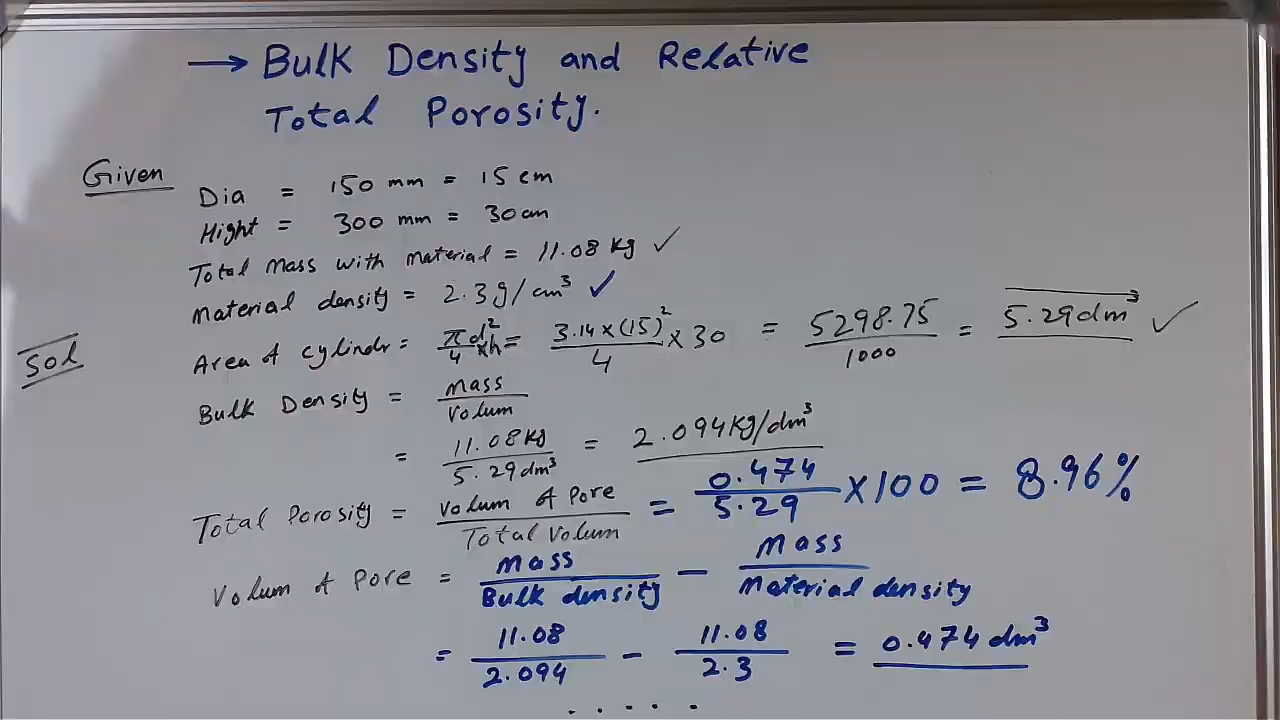 → Bulk Density and Relative
Total Porosity.
Given
Dia = 150 mm = 15 cm
Hight = 300 mm = 30 cm
Total mass with material = 11.08 kg ✓
Material density = 2.3 g/cm³ ✓
Sol
Area of cylindr = πd²/4 xh = 3.14 x (15)²/4 x 30 = 5298.75/1000 = 5.29 dm³ ✓
Bulk Density = mass/volum
= 11.08 kg/5.29 dm³ = 2.094 kg/dm³
Total Porosity = volum of Pore/Total volum = 0.474/5.29 x 100 = 8.96%
Volum of Pore = mass/Bulk density - mass/Material density
= 11.08/2.094 - 11.08/2.3 = 0.474 dm³
.....